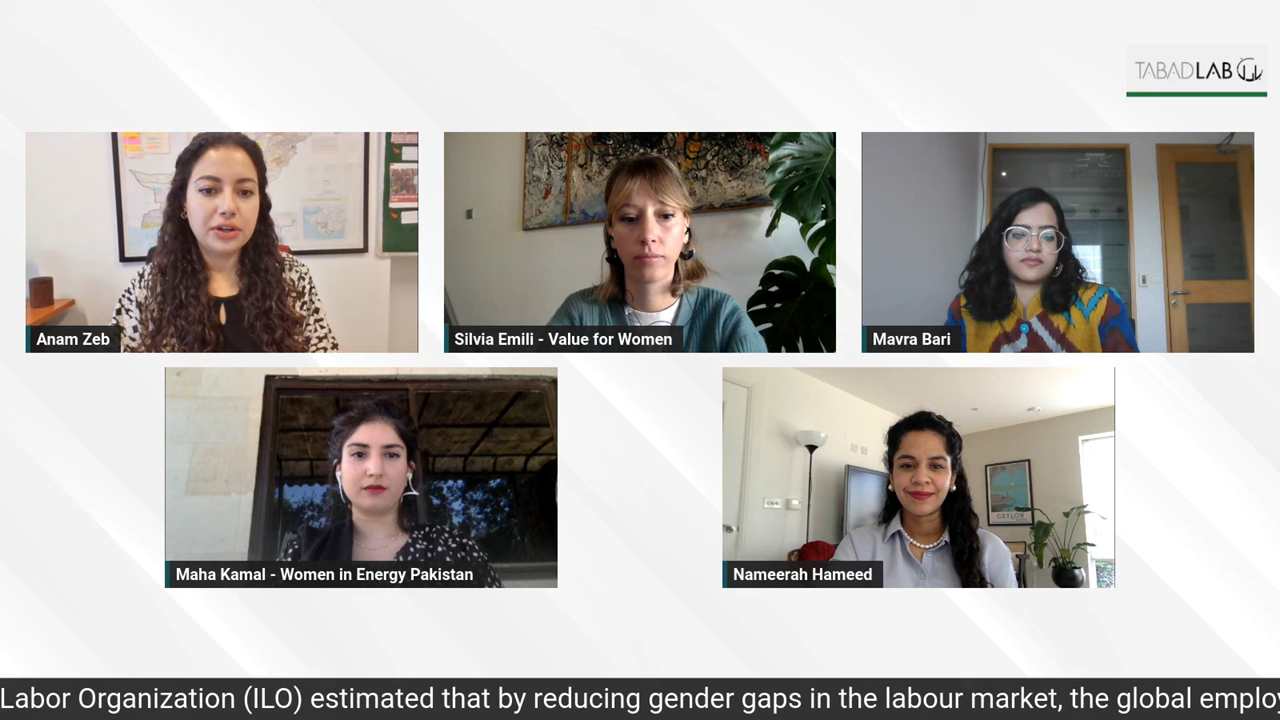 TABADLAB
Anam Zeb
Silvia Emili - Value for Women
Mavra Bari
Maha Kamal - Women in Energy Pakistan
CEYLON
Nameerah Hameed
Labor Organization (ILO) estimated that by reducing gender gaps in the labour market, the global employ